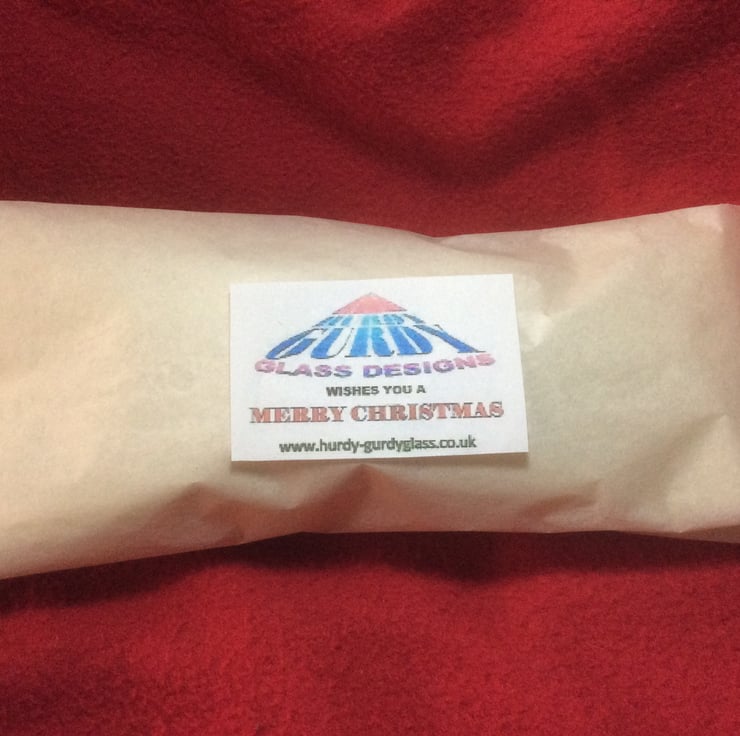 HURDY
GURDY
GLASS DESIGNS
WISHES YOU A
MERRY CHRISTMAS
www.hurdy-gurdyglass.co.uk